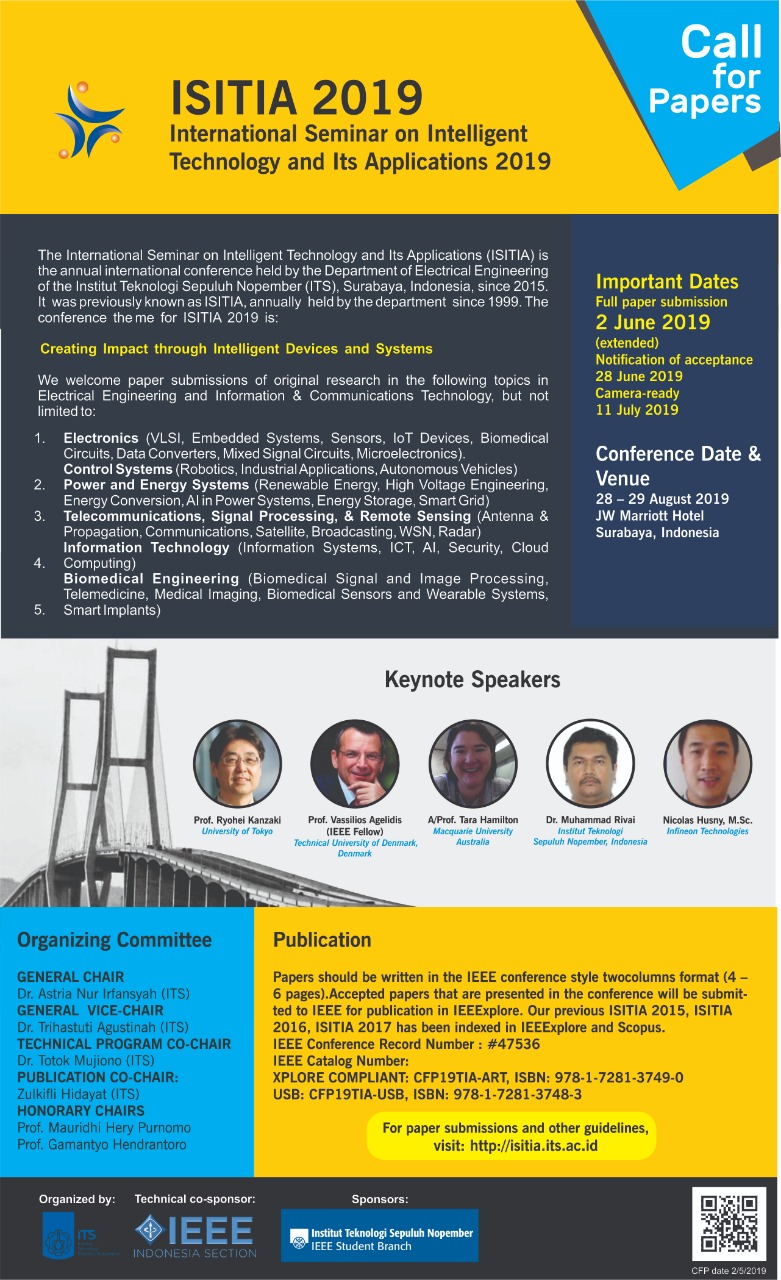 Call
for
Papers
ISITIA 2019
International Seminar on Intelligent
Technology and Its Applications 2019
The International Seminar on Intelligent Technology and Its Applications (ISITIA) is
the annual international conference held by the Department of Electrical Engineering
of the Institut Teknologi Sepuluh Nopember (ITS), Surabaya, Indonesia, since 2015.
It was previously known as ISITIA, annually held by the department since 1999. The
conference the me for ISITIA 2019 is:
Creating Impact through Intelligent Devices and Systems
We welcome paper submissions of original research in the following topics in
Electrical Engineering and Information & Communications Technology, but not
limited to:
1. Electronics (VLSI, Embedded Systems, Sensors, IoT Devices, Biomedical
Circuits, Data Converters, Mixed Signal Circuits, Microelectronics).
Control Systems (Robotics, Industrial Applications, Autonomous Vehicles)
2. Power and Energy Systems (Renewable Energy, High Voltage Engineering,
Energy Conversion, AI in Power Systems, Energy Storage, Smart Grid)
3. Telecommunications, Signal Processing, & Remote Sensing (Antenna &
Propagation, Communications, Satellite, Broadcasting, WSN, Radar)
Information Technology (Information Systems, ICT, AI, Security, Cloud
4. Computing)
Biomedical Engineering (Biomedical Signal and Image Processing,
Telemedicine, Medical Imaging, Biomedical Sensors and Wearable Systems,
5. Smart Implants)
Important Dates
Full paper submission
2 June 2019
(extended)
Notification of acceptance
28 June 2019
Camera-ready
11 July 2019
Conference Date &
Venue
28 – 29 August 2019
JW Marriott Hotel
Surabaya, Indonesia
Keynote Speakers
Prof. Ryohei Kanzaki
University of Tokyo
Prof. Vassilios Agelidis
(IEEE Fellow)
Technical University of Denmark,
Denmark
A/Prof. Tara Hamilton
Macquarie University
Australia
Dr. Muhammad Rivai
Institut Teknologi
Sepuluh Nopember, Indonesia
Nicolas Husny, M.Sc.
Infineon Technologies
Organizing Committee
GENERAL CHAIR
Dr. Astria Nur Irfansyah (ITS)
GENERAL VICE-CHAIR
Dr. Trihastuti Agustinah (ITS)
TECHNICAL PROGRAM CO-CHAIR
Dr. Totok Mujiono (ITS)
PUBLICATION CO-CHAIR:
Zulkifli Hidayat (ITS)
HONORARY CHAIRS
Prof. Mauridhi Hery Purnomo
Prof. Gamantyo Hendrantoro
Publication
Papers should be written in the IEEE conference style twocolumns format (4 –
6 pages).Accepted papers that are presented in the conference will be submit-
ted to IEEE for publication in IEEExplore. Our previous ISITIA 2015, ISITIA
2016, ISITIA 2017 has been indexed in IEEExplore and Scopus.
IEEE Conference Record Number : #47536
IEEE Catalog Number:
XPLORE COMPLIANT: CFP19TIA-ART, ISBN: 978-1-7281-3749-0
USB: CFP19TIA-USB, ISBN: 978-1-7281-3748-3
For paper submissions and other guidelines,
visit: http://isitia.its.ac.id
Organized by:
ITS
Technical co-sponsor:
IEEE
INDONESIA SECTION
Sponsors:
Institut Teknologi Sepuluh Nopember
IEEE Student Branch
CFP date 2/5/2019